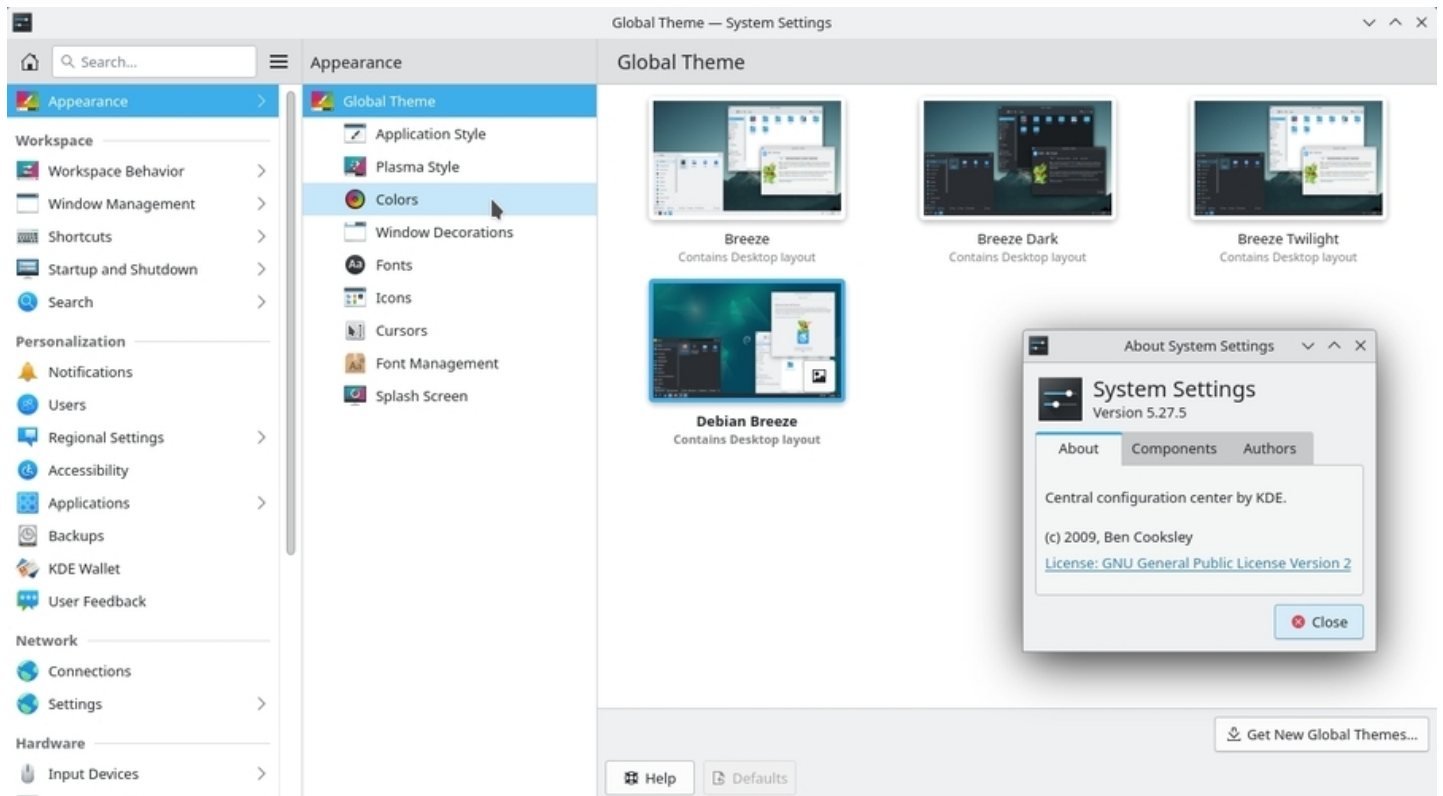 Global Theme — System Settings
Search...
Appearance
Workspace
Workspace Behavior
Window Management
Shortcuts
Startup and Shutdown
Search
Personalization
Notifications
Users
Regional Settings
Accessibility
Applications
Backups
KDE Wallet
User Feedback
Network
Connections
Settings
Hardware
Input Devices
Appearance
Global Theme
Application Style
Plasma Style
Colors
Window Decorations
Fonts
Icons
Cursors
Font Management
Splash Screen
Global Theme
Breeze
Contains Desktop layout
Breeze Dark
Contains Desktop layout
Breeze Twilight
Contains Desktop layout
Debian Breeze
Contains Desktop layout
About System Settings
System Settings
Version 5.27.5
About Components Authors
Central configuration center by KDE.
(c) 2009, Ben Cooksley
License: GNU General Public License Version 2
Close
Get New Global Themes...
Help
Defaults